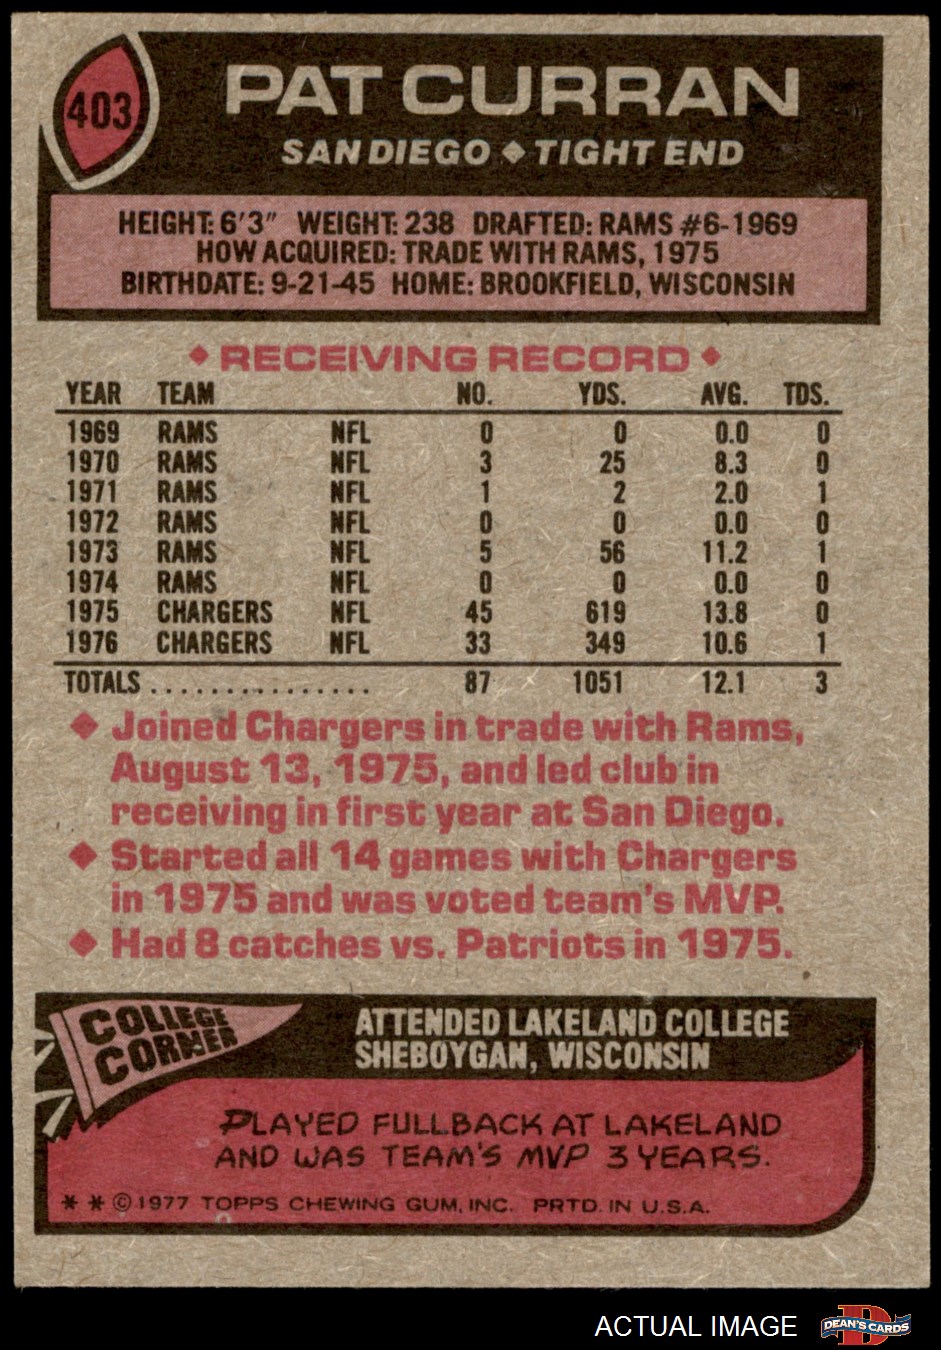 403
PAT CURRAN
SAN DIEGO ◆ TIGHT END
HEIGHT: 6'3" WEIGHT: 238 DRAFTED: RAMS #6-1969
HOW ACQUIRED: TRADE WITH RAMS, 1975
BIRTHDATE: 9-21-45 HOME: BROOKFIELD, WISCONSIN
◆ RECEIVING RECORD ◆
YEAR TEAM NO. YDS. AVG. TDS.
1969 RAMS NFL 0 0 0.0 0
1970 RAMS NFL 3 25 8.3 0
1971 RAMS NFL 1 2 2.0 1
1972 RAMS NFL 0 0 0.0 0
1973 RAMS NFL 5 56 11.2 1
1974 RAMS NFL 0 0 0.0 0
1975 CHARGERS NFL 45 619 13.8 0
1976 CHARGERS NFL 33 349 10.6 1
TOTALS ............... 87 1051 12.1 3
◆ Joined Chargers in trade with Rams,
August 13, 1975, and led club in
receiving in first year at San Diego.
◆ Started all 14 games with Chargers
in 1975 and was voted team's MVP.
◆ Had 8 catches vs. Patriots in 1975.
COLLEGE
CORNER
ATTENDED LAKELAND COLLEGE
SHEBOYGAN, WISCONSIN
PLAYED FULLBACK AT LAKELAND
AND WAS TEAM'S MVP 3 YEARS.
* * © 1977 TOPPS CHEWING GUM, INC. PRTD. IN U.S.A.
ACTUAL IMAGE
D
DEAN'S CARDS